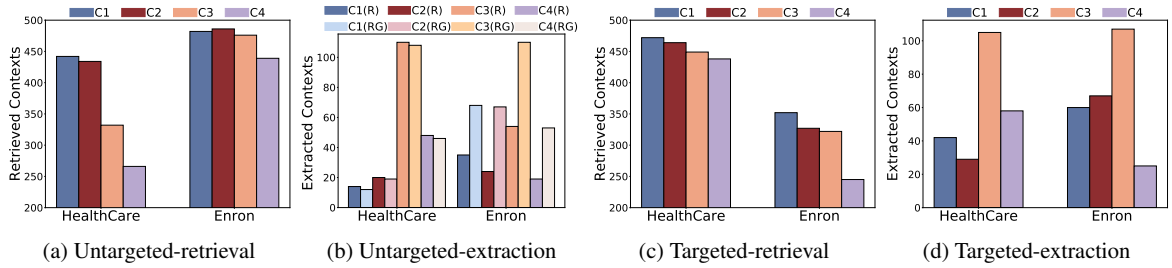 C1 C2 C3 C4
Retrieved Contexts
500
450
400
350
300
250
200
HealthCare Enron
(a) Untargeted-retrieval
C1(R) C2(R) C3(R) C4(R)
C1(RG) C2(RG) C3(RG) C4(RG)
Extracted Contexts
100
80
60
40
20
0
HealthCare Enron
(b) Untargeted-extraction
C1 C2 C3 C4
Retrieved Contexts
500
450
400
350
300
250
200
HealthCare Enron
(c) Targeted-retrieval
C1 C2 C3 C4
Extracted Contexts
100
80
60
40
20
0
HealthCare Enron
(d) Targeted-extraction